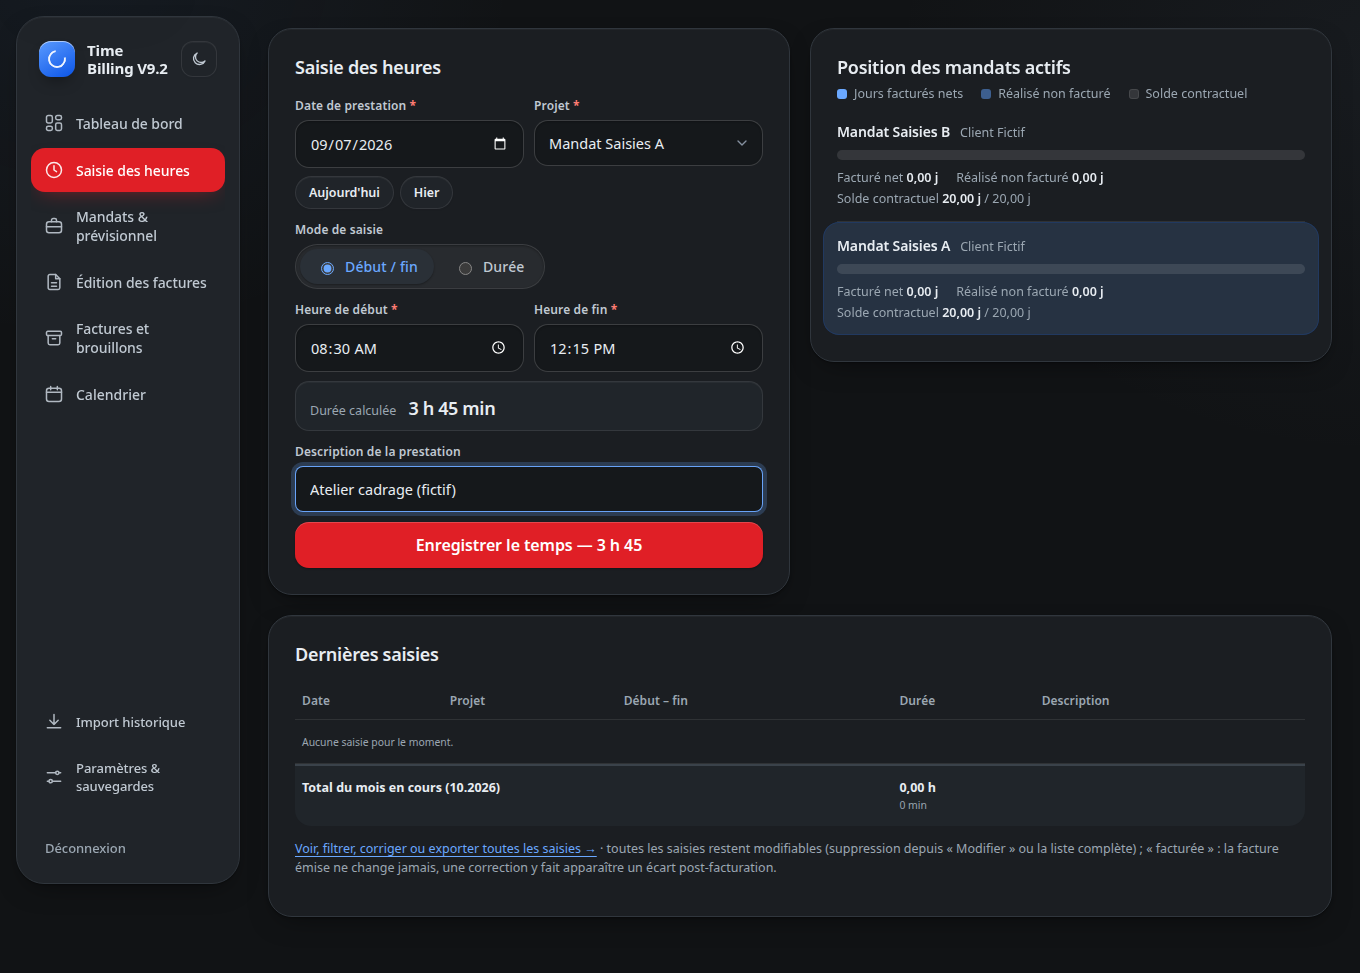 Time
Billing V9.2
Tableau de bord
Saisie des heures
Mandats &
prévisionnel
Édition des factures
Factures et
brouillons
Calendrier
Import historique
Paramètres &
sauvegardes
Déconnexion
Saisie des heures
Date de prestation *
Projet *
09/07/2026
Mandat Saisies A
Aujourd'hui
Hier
Mode de saisie
Début / fin
Durée
Heure de début *
Heure de fin *
08:30 AM
12:15 PM
Durée calculée 3 h 45 min
Description de la prestation
Atelier cadrage (fictif)
Enregistrer le temps — 3 h 45
Position des mandats actifs
Jours facturés nets Réalisé non facturé Solde contractuel
Mandat Saisies B Client Fictif
Facturé net 0,00 j Réalisé non facturé 0,00 j
Solde contractuel 20,00 j / 20,00 j
Mandat Saisies A Client Fictif
Facturé net 0,00 j Réalisé non facturé 0,00 j
Solde contractuel 20,00 j / 20,00 j
Dernières saisies
Date Projet Début – fin Durée Description
Aucune saisie pour le moment.
Total du mois en cours (10.2026) 0,00 h
0 min
Voir, filtrer, corriger ou exporter toutes les saisies → · toutes les saisies restent modifiables (suppression depuis « Modifier » ou la liste complète) ; « facturée » : la facture
émise ne change jamais, une correction y fait apparaître un écart post-facturation.